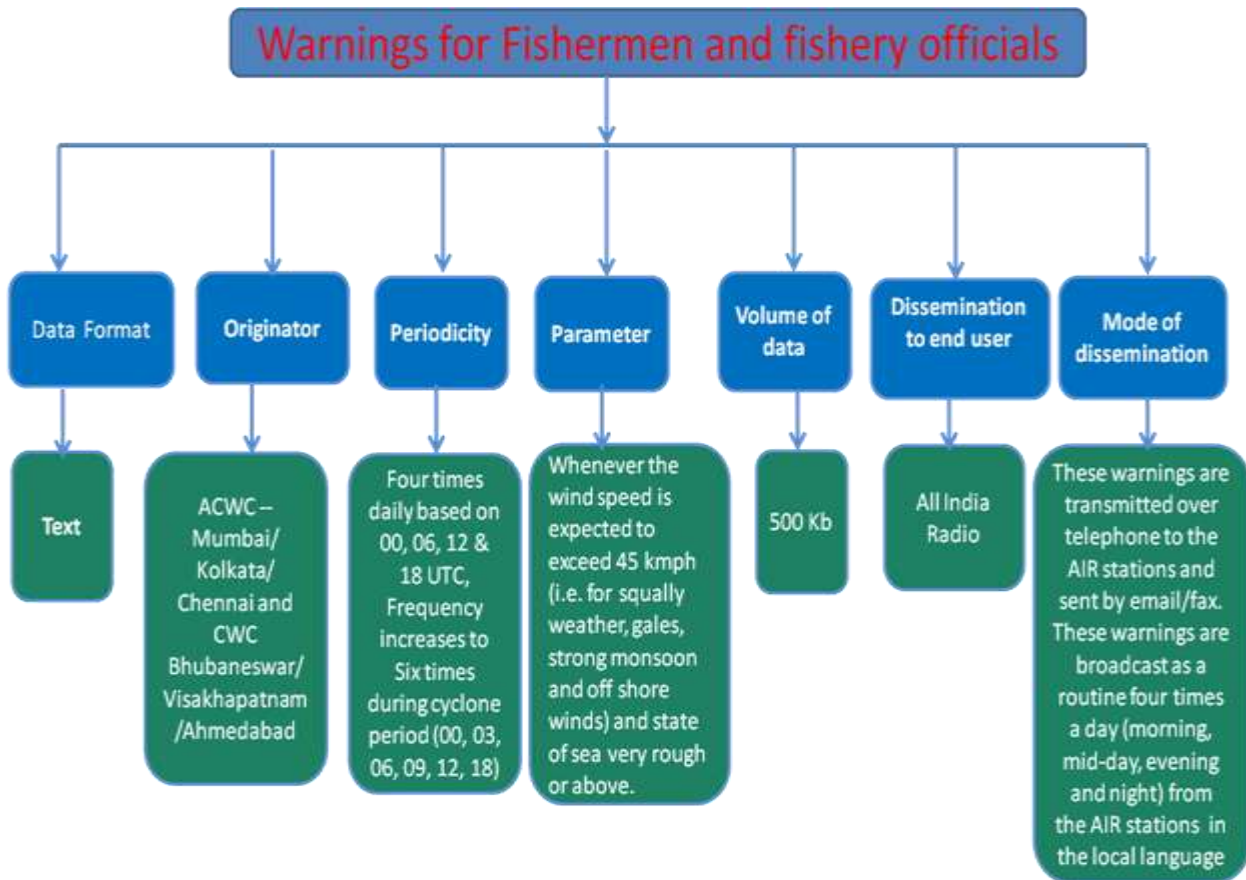 Warnings for Fishermen and fishery officials
Data Format
Originator
Periodicity
Parameter
Volume of
data
Dissemination
to end user
Mode of
dissemination
Text
ACWC –
Mumbai/
Kolkata/
Chennai and
CWC
Bhubaneswar/
Visakhapatnam
/Ahmedabad
Four times
daily based on
00, 06, 12 &
18 UTC,
Frequency
increases to
Six times
during cyclone
period (00, 03,
06, 09, 12, 18)
Whenever the
wind speed is
expected to
exceed 45 kmph
(i.e. for squally
weather, gales,
strong monsoon
and off shore
winds) and state
of sea very rough
or above.
500 Kb
All India
Radio
These warnings are
transmitted over
telephone to the
AIR stations and
sent by email/fax.
These warnings are
broadcast as a
routine four times
a day (morning,
mid-day, evening
and night) from
the AIR stations in
the local language